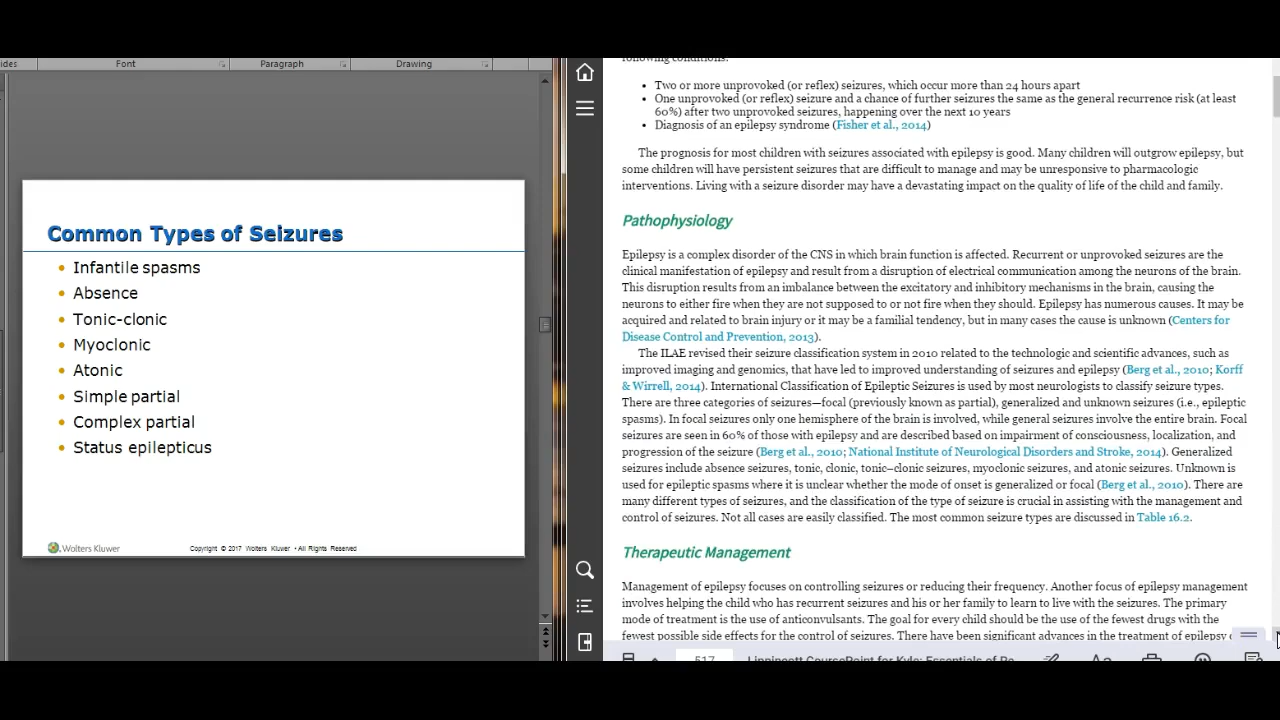 ides
Font
Paragraph
Drawing
Common Types of Seizures
• Infantile spasms
• Absence
• Tonic-clonic
• Myoclonic
• Atonic
• Simple partial
• Complex partial
• Status epilepticus
Wolters Kluwer
Copyright © 2017 Wolters Kluwer • All Rights Reserved
following conditions:
• Two or more unprovoked (or reflex) seizures, which occur more than 24 hours apart
• One unprovoked (or reflex) seizure and a chance of further seizures the same as the general recurrence risk (at least
60%) after two unprovoked seizures, happening over the next 10 years
• Diagnosis of an epilepsy syndrome (Fisher et al., 2014)
The prognosis for most children with seizures associated with epilepsy is good. Many children will outgrow epilepsy, but
some children will have persistent seizures that are difficult to manage and may be unresponsive to pharmacologic
interventions. Living with a seizure disorder may have a devastating impact on the quality of life of the child and family.
Pathophysiology
Epilepsy is a complex disorder of the CNS in which brain function is affected. Recurrent or unprovoked seizures are the
clinical manifestation of epilepsy and result from a disruption of electrical communication among the neurons of the brain.
This disruption results from an imbalance between the excitatory and inhibitory mechanisms in the brain, causing the
neurons to either fire when they are not supposed to or not fire when they should. Epilepsy has numerous causes. It may be
acquired and related to brain injury or it may be a familial tendency, but in many cases the cause is unknown (Centers for
Disease Control and Prevention, 2013).
The ILAE revised their seizure classification system in 2010 related to the technologic and scientific advances, such as
improved imaging and genomics, that have led to improved understanding of seizures and epilepsy (Berg et al., 2010; Korff
& Wirrell, 2014). International Classification of Epileptic Seizures is used by most neurologists to classify seizure types.
There are three categories of seizures—focal (previously known as partial), generalized and unknown seizures (i.e., epileptic
spasms). In focal seizures only one hemisphere of the brain is involved, while general seizures involve the entire brain. Focal
seizures are seen in 60% of those with epilepsy and are described based on impairment of consciousness, localization, and
progression of the seizure (Berg et al., 2010; National Institute of Neurological Disorders and Stroke, 2014). Generalized
seizures include absence seizures, tonic, clonic, tonic–clonic seizures, myoclonic seizures, and atonic seizures. Unknown is
used for epileptic spasms where it is unclear whether the mode of onset is generalized or focal (Berg et al., 2010). There are
many different types of seizures, and the classification of the type of seizure is crucial in assisting with the management and
control of seizures. Not all cases are easily classified. The most common seizure types are discussed in Table 16.2.
Therapeutic Management
Management of epilepsy focuses on controlling seizures or reducing their frequency. Another focus of epilepsy management
involves helping the child who has recurrent seizures and his or her family to learn to live with the seizures. The primary
mode of treatment is the use of anticonvulsants. The goal for every child should be the use of the fewest drugs with the
fewest possible side effects for the control of seizures. There have been significant advances in the treatment of epilepsy
517
Lippincott CoursePoint for Kyle: Essentials of Pe
Aa